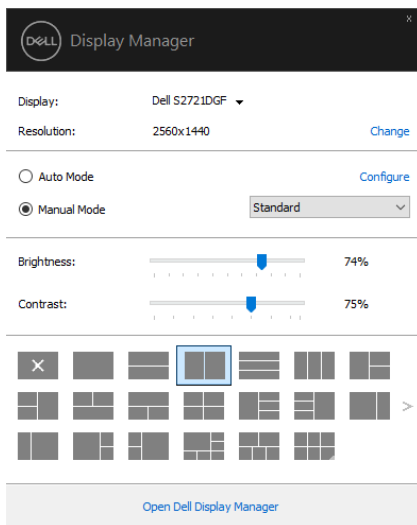 x
DELL Display Manager
Display: Dell S2721DGF
Resolution: 2560x1440 Change
Auto Mode Configure
Manual Mode Standard
Brightness: 74%
Contrast: 75%
Open Dell Display Manager